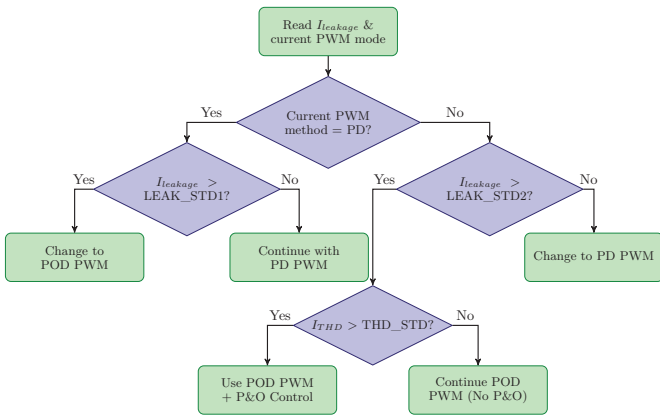 Read I_leakage &
current PWM mode
Current PWM
method = PD?
Yes
No
I_leakage >
LEAK_STD1?
Yes
No
I_leakage >
LEAK_STD2?
Yes
No
Change to
POD PWM
Continue with
PD PWM
Change to PD PWM
I_THD > THD_STD?
Yes
No
Use POD PWM
+ P&O Control
Continue POD
PWM (No P&O)